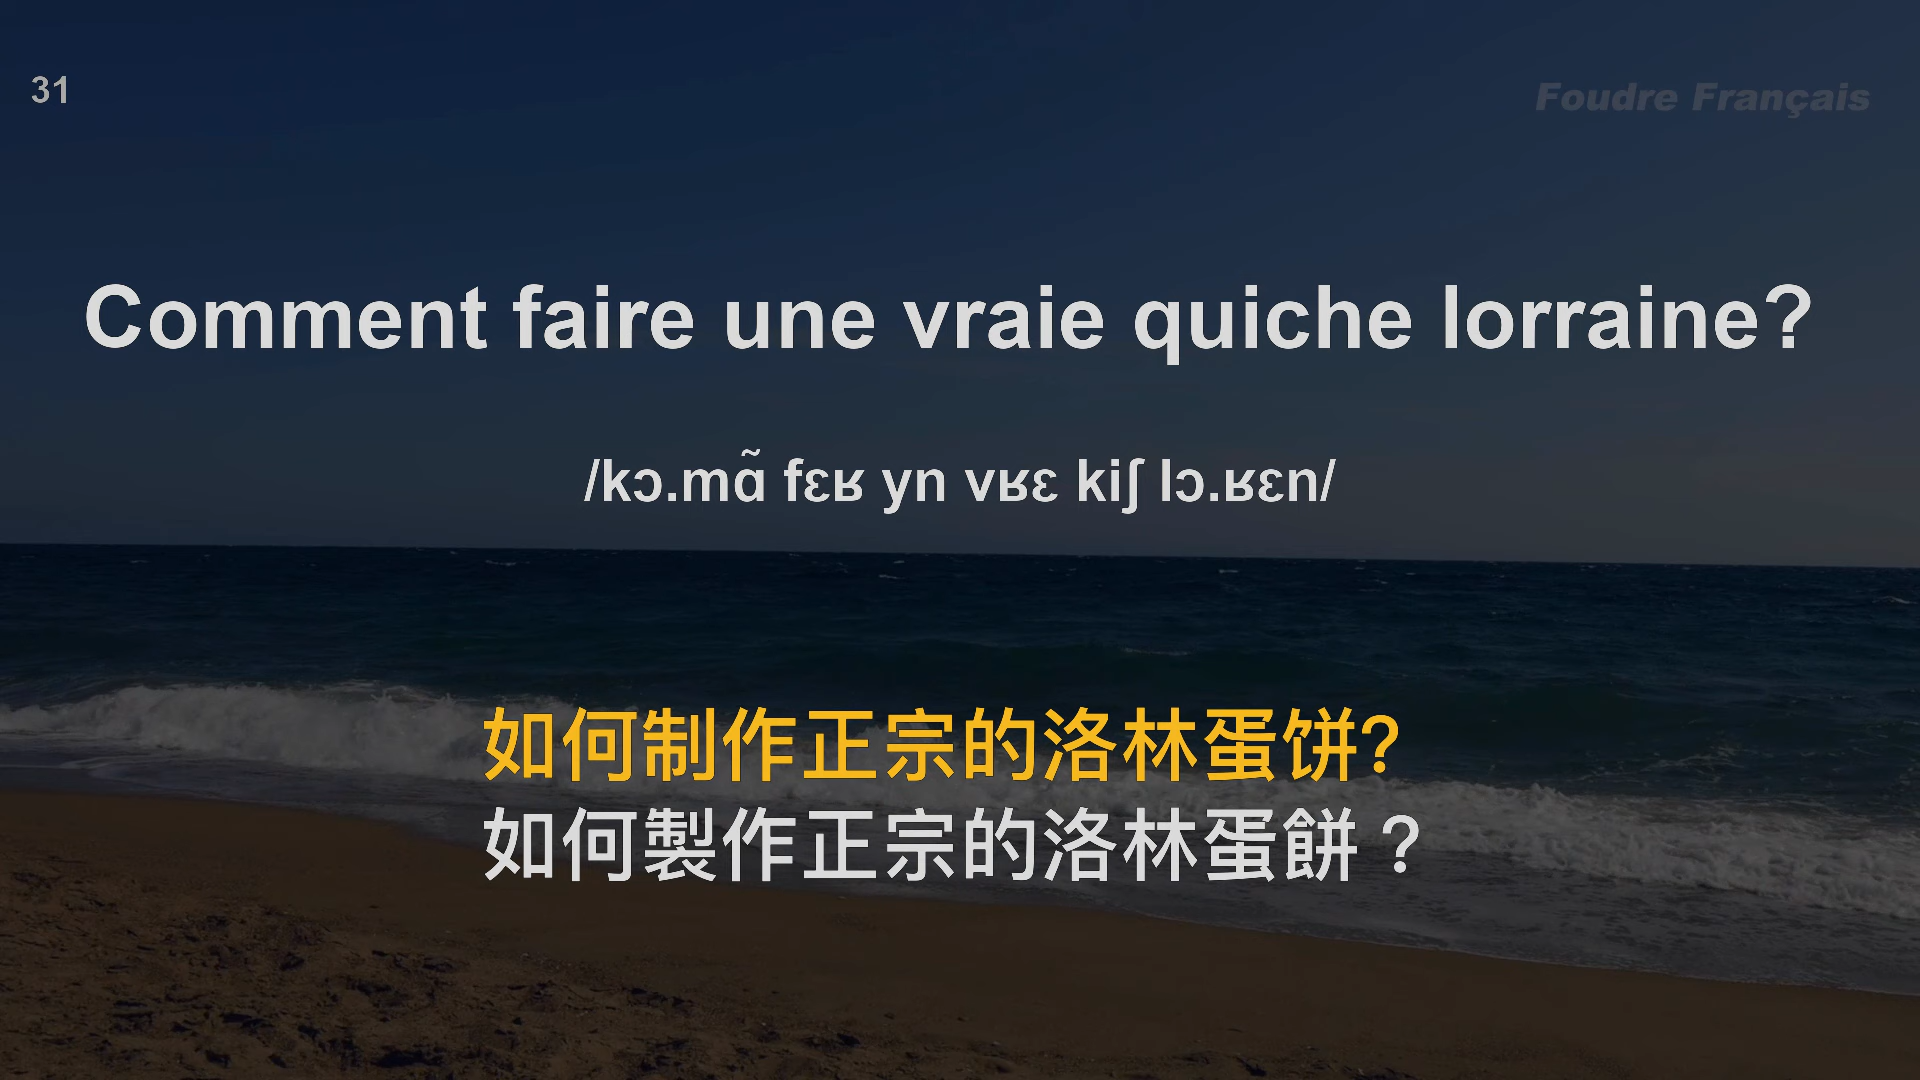 31
Foudre Français
Comment faire une vraie quiche lorraine?
/kɔ.mɑ̃ fɛʁ yn vʁɛ kiʃ lɔ.ʁɛn/
如何制作正宗的洛林蛋饼?
如何製作正宗的洛林蛋餅？